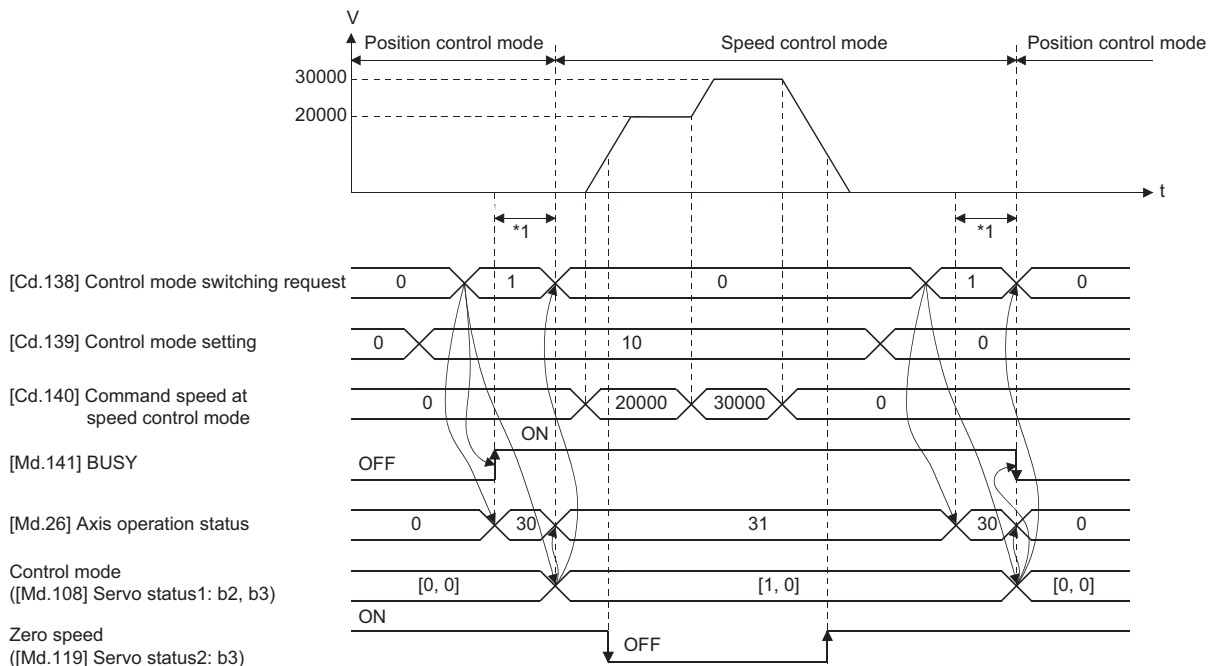 V
Position control mode
Speed control mode
Position control mode
30000
20000
t
*1
*1
[Cd.138] Control mode switching request
0
1
0
1
0
[Cd.139] Control mode setting
0
10
0
[Cd.140] Command speed at
speed control mode
0
20000
30000
0
[Md.141] BUSY
OFF
ON
[Md.26] Axis operation status
0
30
31
30
0
Control mode
([Md.108] Servo status1: b2, b3)
[0, 0]
[1, 0]
[0, 0]
Zero speed
([Md.119] Servo status2: b3)
ON
OFF